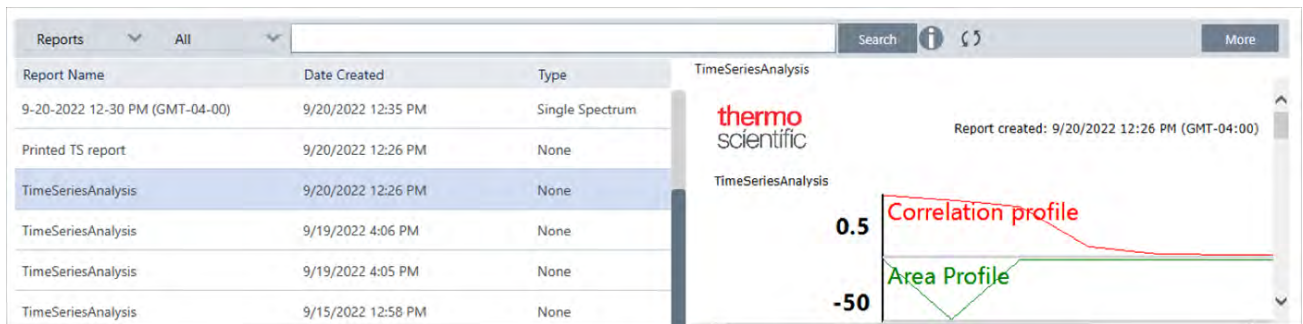 Reports All Search More
Report Name Date Created Type
9-20-2022 12-30 PM (GMT-04-00) 9/20/2022 12:35 PM Single Spectrum
Printed TS report 9/20/2022 12:26 PM None
TimeSeriesAnalysis 9/20/2022 12:26 PM None
TimeSeriesAnalysis 9/19/2022 4:06 PM None
TimeSeriesAnalysis 9/19/2022 4:05 PM None
TimeSeriesAnalysis 9/15/2022 12:58 PM None
TimeSeriesAnalysis
thermo
scientific
Report created: 9/20/2022 12:26 PM (GMT-04:00)
TimeSeriesAnalysis
Correlation profile
0.5
Area Profile
-50